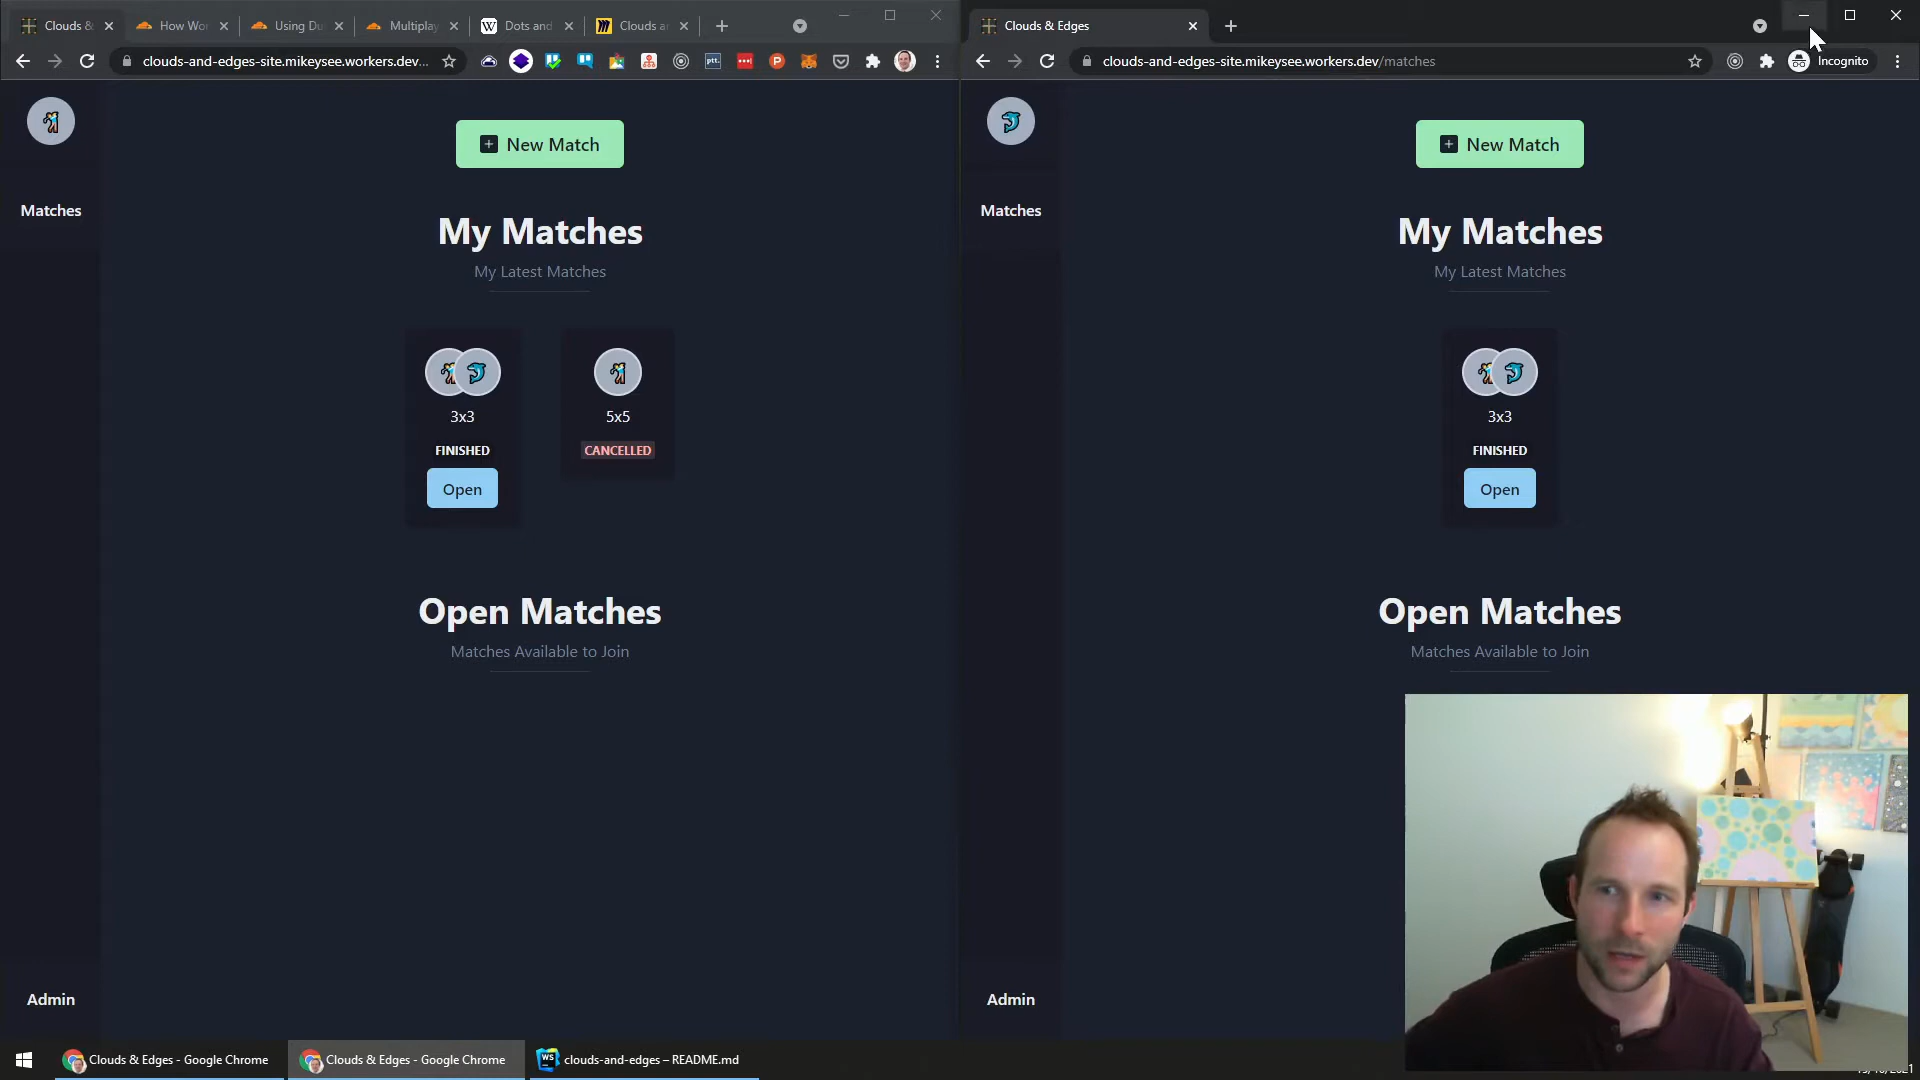 Clouds &
How Wor
Using Du
Multiplay
Dots and
Clouds a
clouds-and-edges-site.mikeysee.workers.dev...
ptt.
Matches
New Match
My Matches
My Latest Matches
3x3
FINISHED
Open
5x5
CANCELLED
Open Matches
Matches Available to Join
Admin
Clouds & Edges
clouds-and-edges-site.mikeysee.workers.dev/matches
Incognito
Matches
New Match
My Matches
My Latest Matches
3x3
FINISHED
Open
Open Matches
Matches Available to Join
Admin
Clouds & Edges - Google Chrome
Clouds & Edges - Google Chrome
WS
clouds-and-edges – README.md